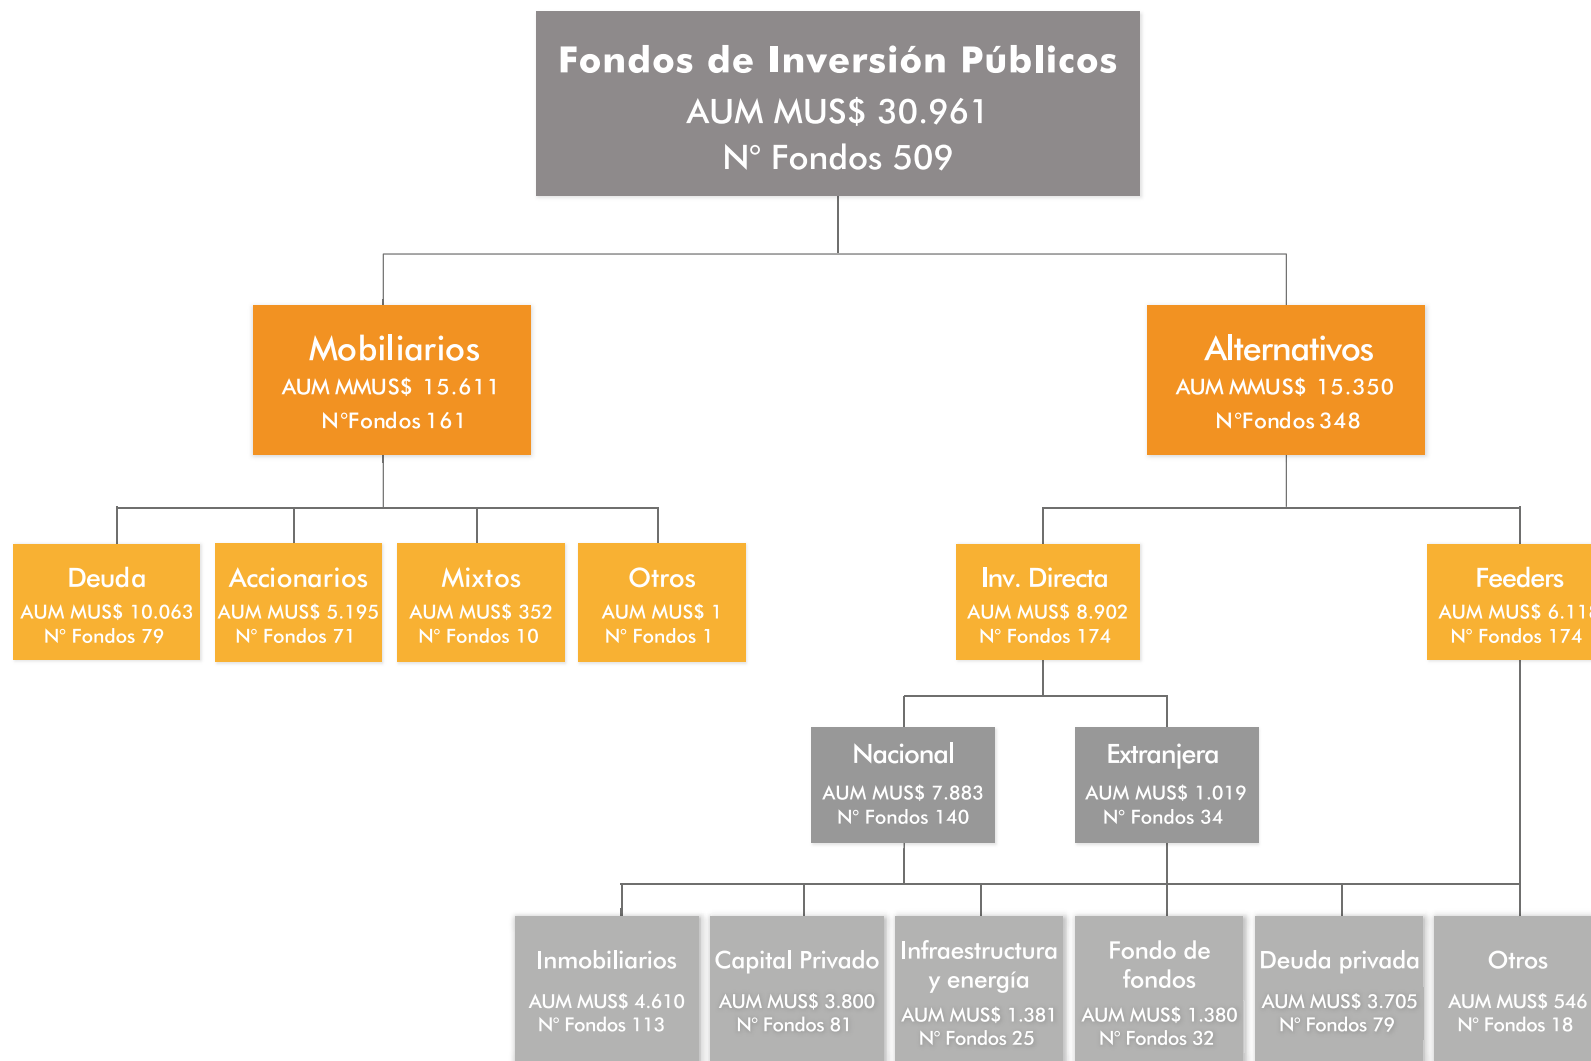 Fondos de Inversión Públicos
AUM MUS$ 30.961
N° Fondos 509
Mobiliarios
AUM MMUS$ 15.611
N°Fondos 161
Alternativos
AUM MMUS$ 15.350
N°Fondos 348
Deuda
AUM MUS$ 10.063
N° Fondos 79
Accionarios
AUM MUS$ 5.195
N° Fondos 71
Mixtos
AUM MUS$ 352
N° Fondos 10
Otros
AUM MUS$ 1
N° Fondos 1
Inv. Directa
AUM MUS$ 8.902
N° Fondos 174
Feeders
AUM MUS$ 6.118
N° Fondos 174
Nacional
AUM MUS$ 7.883
N° Fondos 140
Extranjera
AUM MUS$ 1.019
N° Fondos 34
Inmobiliarios
AUM MUS$ 4.610
N° Fondos 113
Capital Privado
AUM MUS$ 3.800
N° Fondos 81
Infraestructura
y energía
AUM MUS$ 1.381
N° Fondos 25
Fondo de
fondos
AUM MUS$ 1.380
N° Fondos 32
Deuda privada
AUM MUS$ 3.705
N° Fondos 79
Otros
AUM MUS$ 546
N° Fondos 18